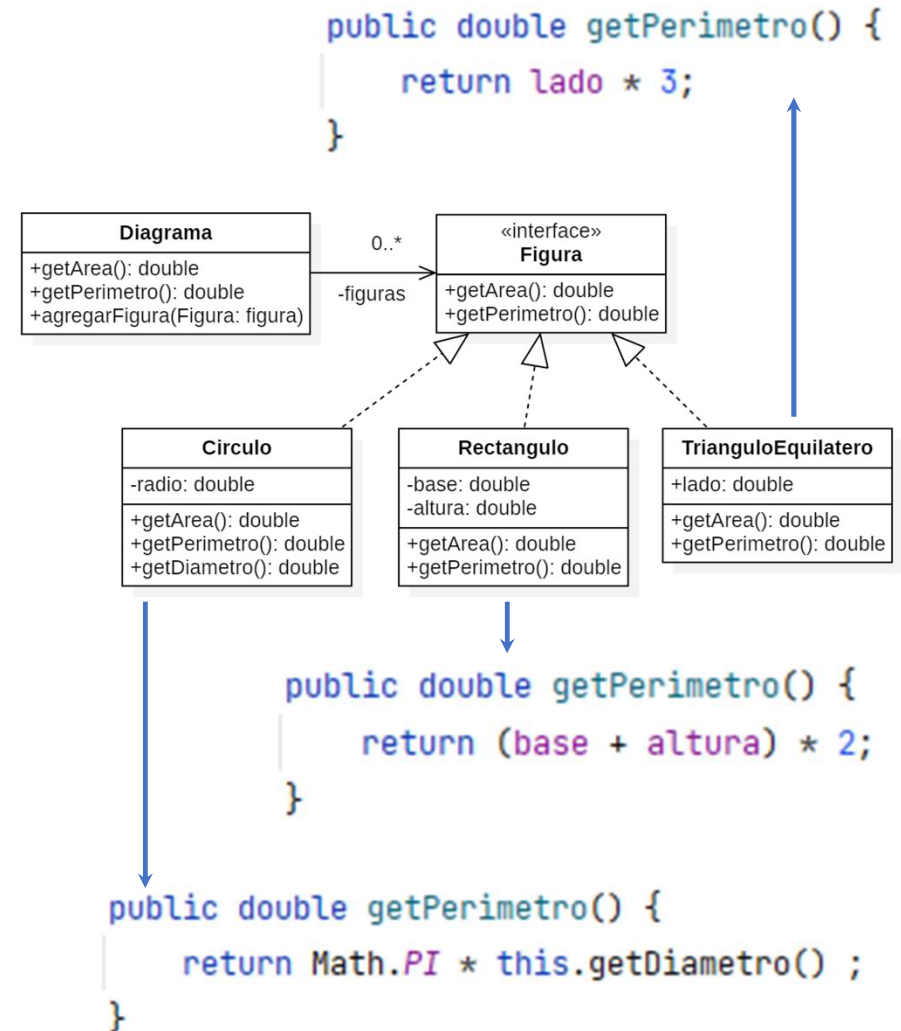 public double getPerimetro() {
return lado * 3;
}
Diagrama
+getArea(): double
+getPerimetro(): double
+agregarFigura(Figura: figura)
0..*
-figuras
«interface»
Figura
+getArea(): double
+getPerimetro(): double
Circulo
-radio: double
+getArea(): double
+getPerimetro(): double
+getDiametro(): double
Rectangulo
-base: double
-altura: double
+getArea(): double
+getPerimetro(): double
TrianguloEquilatero
+lado: double
+getArea(): double
+getPerimetro(): double
public double getPerimetro() {
return (base + altura) * 2;
}
public double getPerimetro() {
return Math.PI * this.getDiametro() ;
}